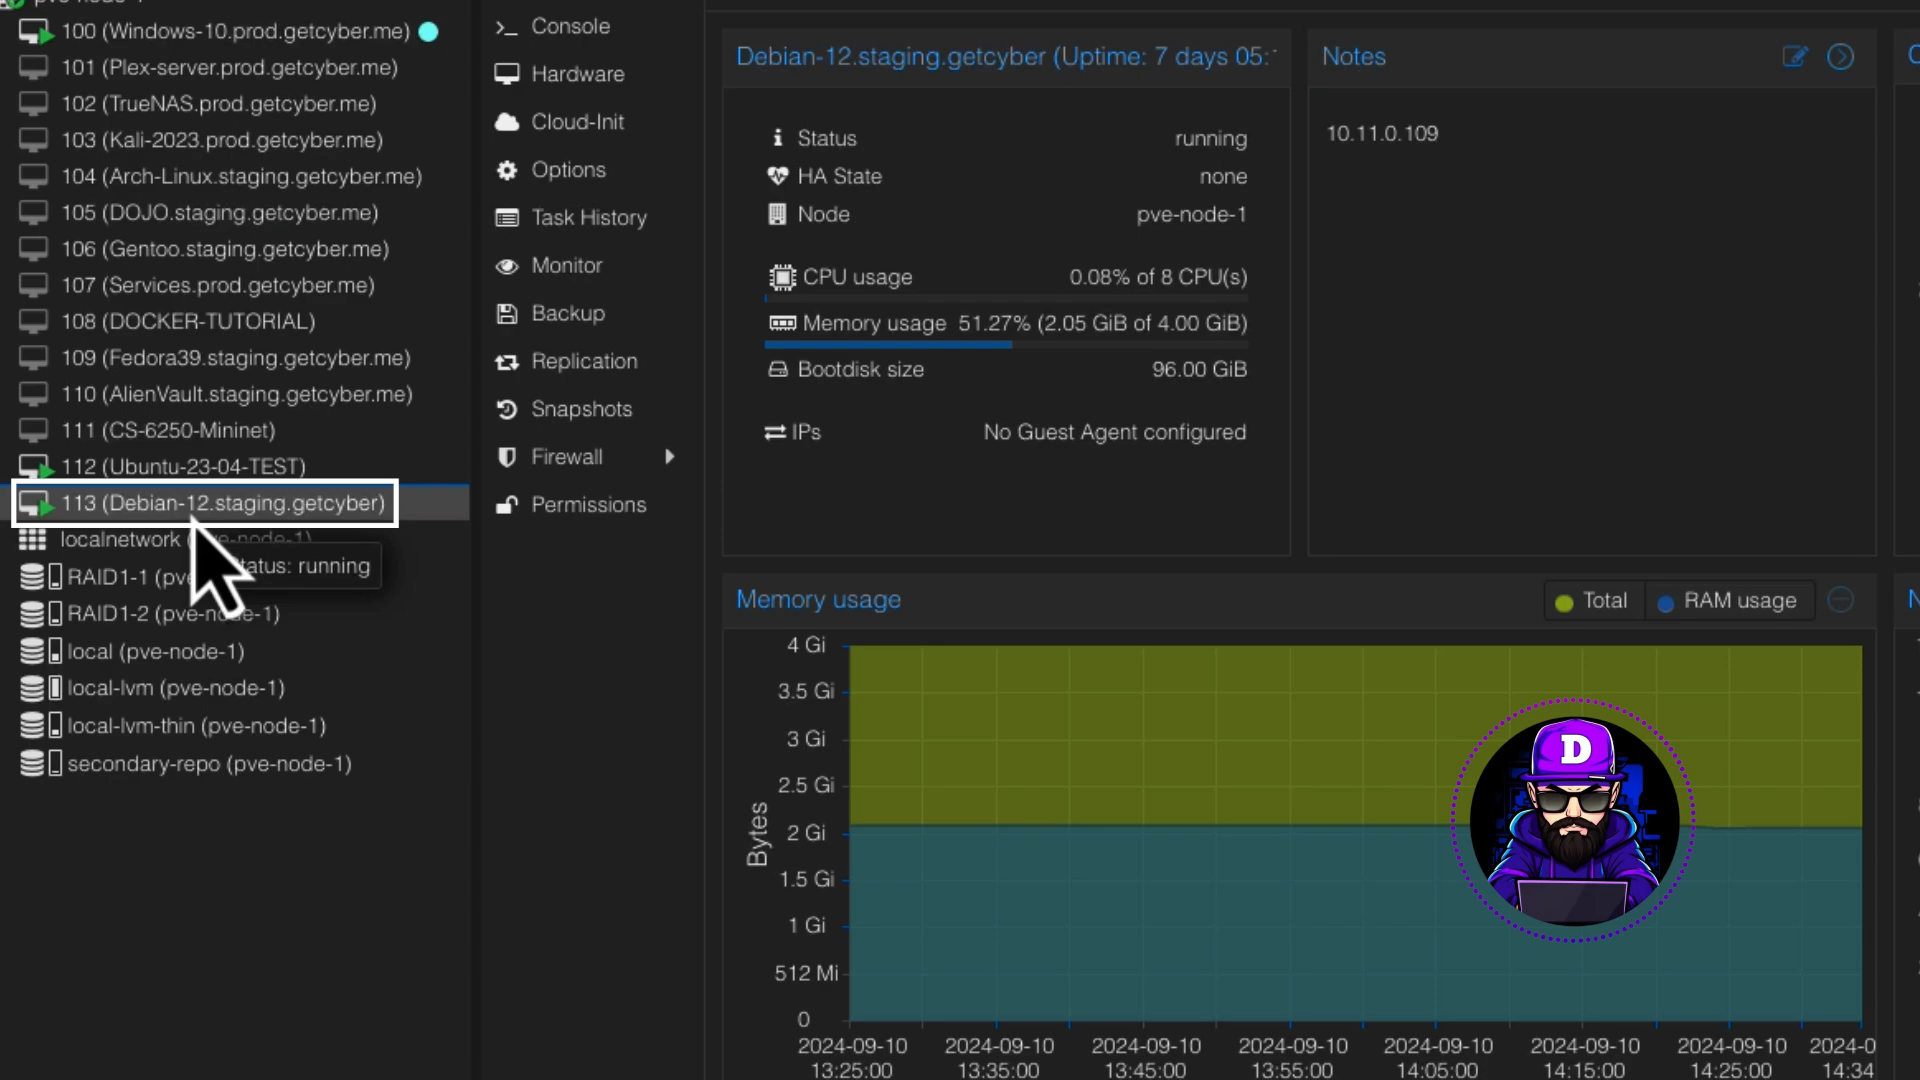 100 (Windows-10.prod.getcyber.me)
101 (Plex-server.prod.getcyber.me)
102 (TrueNAS.prod.getcyber.me)
103 (Kali-2023.prod.getcyber.me)
104 (Arch-Linux.staging.getcyber.me)
105 (DOJO.staging.getcyber.me)
106 (Gentoo.staging.getcyber.me)
107 (Services.prod.getcyber.me)
108 (DOCKER-TUTORIAL)
109 (Fedora39.staging.getcyber.me)
110 (AlienVault.staging.getcyber.me)
111 (CS-6250-Mininet)
112 (Ubuntu-23-04-TEST)
113 (Debian-12.staging.getcyber)
localnetwork
running
RAID1-1
RAID1-2 (pve-node-1)
local (pve-node-1)
local-lvm (pve-node-1)
local-lvm-thin (pve-node-1)
secondary-repo (pve-node-1)
>_ Console
Hardware
Cloud-Init
Options
Task History
Monitor
Backup
Replication
Snapshots
Firewall
Permissions
Debian-12.staging.getcyber (Uptime: 7 days 05:
Status running
HA State none
Node pve-node-1
CPU usage 0.08% of 8 CPU(s)
Memory usage 51.27% (2.05 GiB of 4.00 GiB)
Bootdisk size 96.00 GiB
IPs No Guest Agent configured
Notes
10.11.0.109
Memory usage
Total RAM usage
4 Gi
3.5 Gi
3 Gi
2.5 Gi
2 Gi
1.5 Gi
1 Gi
512 Mi
0
Bytes
D
2024-09-10 2024-09-10 2024-09-10 2024-09-10 2024-09-10 2024-09-10 2024-09-10 2024-0
13:25:00 13:35:00 13:45:00 13:55:00 14:05:00 14:15:00 14:25:00 14:34